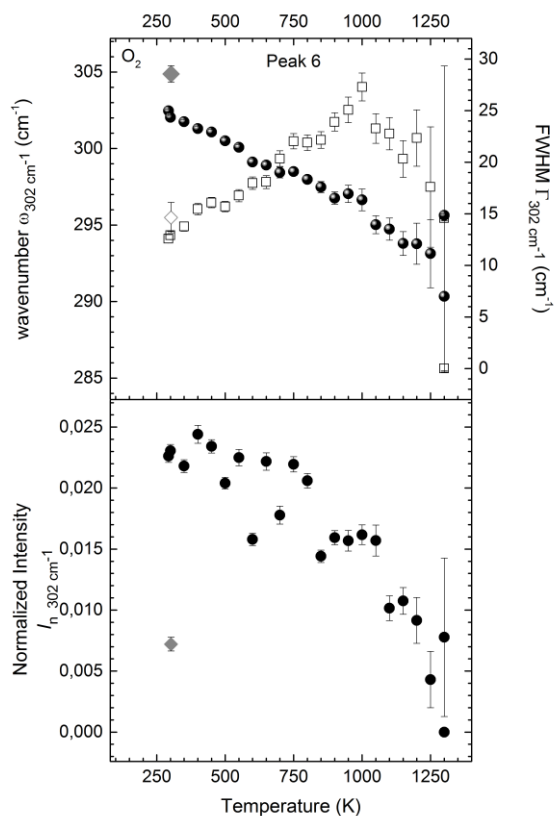 250 500 750 1000 1250
O2 Peak 6
305
300
295
290
285
wavenumber ω302 cm-1 (cm-1)
30
25
20
15
10
5
0
FWHM Γ302 cm-1 (cm-1)
0,025
0,020
0,015
0,010
0,005
0,000
Normalized Intensity
In 302 cm-1
250 500 750 1000 1250
Temperature (K)